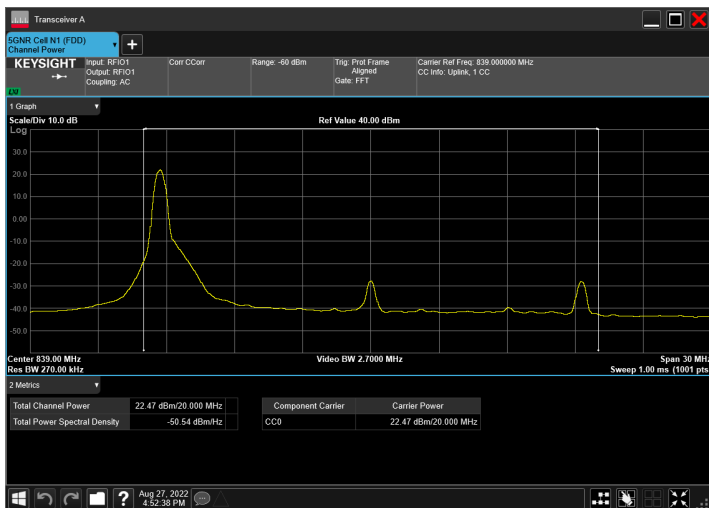 Transceiver A
5GNR Cell N1 (FDD)
Channel Power
KEYSIGHT
Input: RFIO1
Output: RFIO1
Coupling: AC
Corr CCorr
Range: -60 dBm
Trig: Prot Frame
Aligned
Gate: FFT
Carrier Ref Freq: 839.000000 MHz
CC Info: Uplink, 1 CC
1 Graph
Scale/Div 10.0 dB
Ref Value 40.00 dBm
Log
30.0
20.0
10.0
0.00
-10.0
-20.0
-30.0
-40.0
-50.0
Center 839.00 MHz
Video BW 2.7000 MHz
Span 30 MHz
Res BW 270.00 kHz
Sweep 1.00 ms (1001 pts
2 Metrics
Total Channel Power 22.47 dBm/20.000 MHz
Total Power Spectral Density -50.54 dBm/Hz
Component Carrier Carrier Power
CC0 22.47 dBm/20.000 MHz
Aug 27, 2022
4:52:38 PM